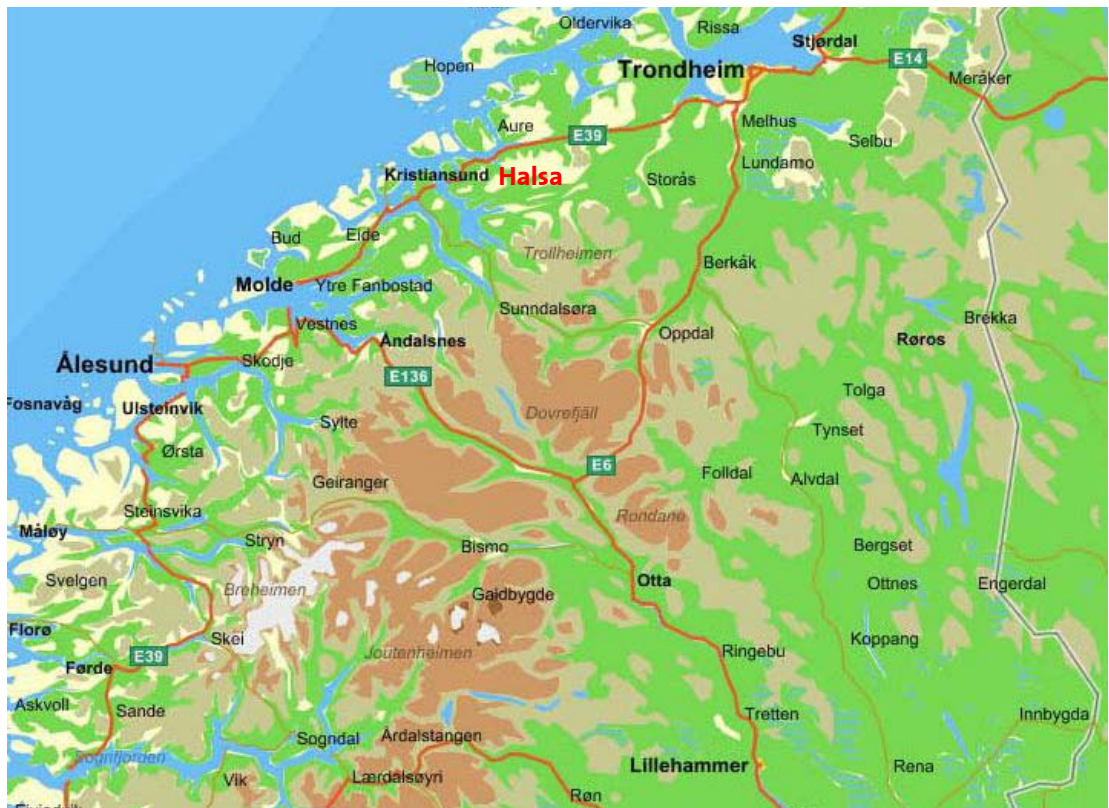 Oldervika
Rissa
Stjørdal
Hopen
Trondheim
E14
Meråker
Aure
E39
Melhus
Selbu
Kristiansund
Halsa
Storås
Lundamo
Bud
Eide
Trollheimen
Berkåk
Molde
Ytre Fanbostad
Sunndalsøra
Vestnes
Oppdal
Brekka
Åndalsnes
Røros
Ålesund
Skodje
E136
Tolga
Fosnavåg
Ulsteinvik
Sylte
Dovrefjäll
Tynset
Ørsta
E6
Folldal
Alvdal
Geiranger
Steinsvika
Rondane
Måløy
Stryn
Bismo
Bergset
Svelgen
Breheimen
Gaidbygde
Otta
Ottnes
Engerdal
Florø
Skei
Koppang
Førde
E39
Joutenheimen
Ringebu
Askvoll
Sande
Tretten
Innbygda
Sognfjorden
Sogndal
Årdalstangen
Lillehammer
Rena
Vik
Lærdalsøyri
Røn